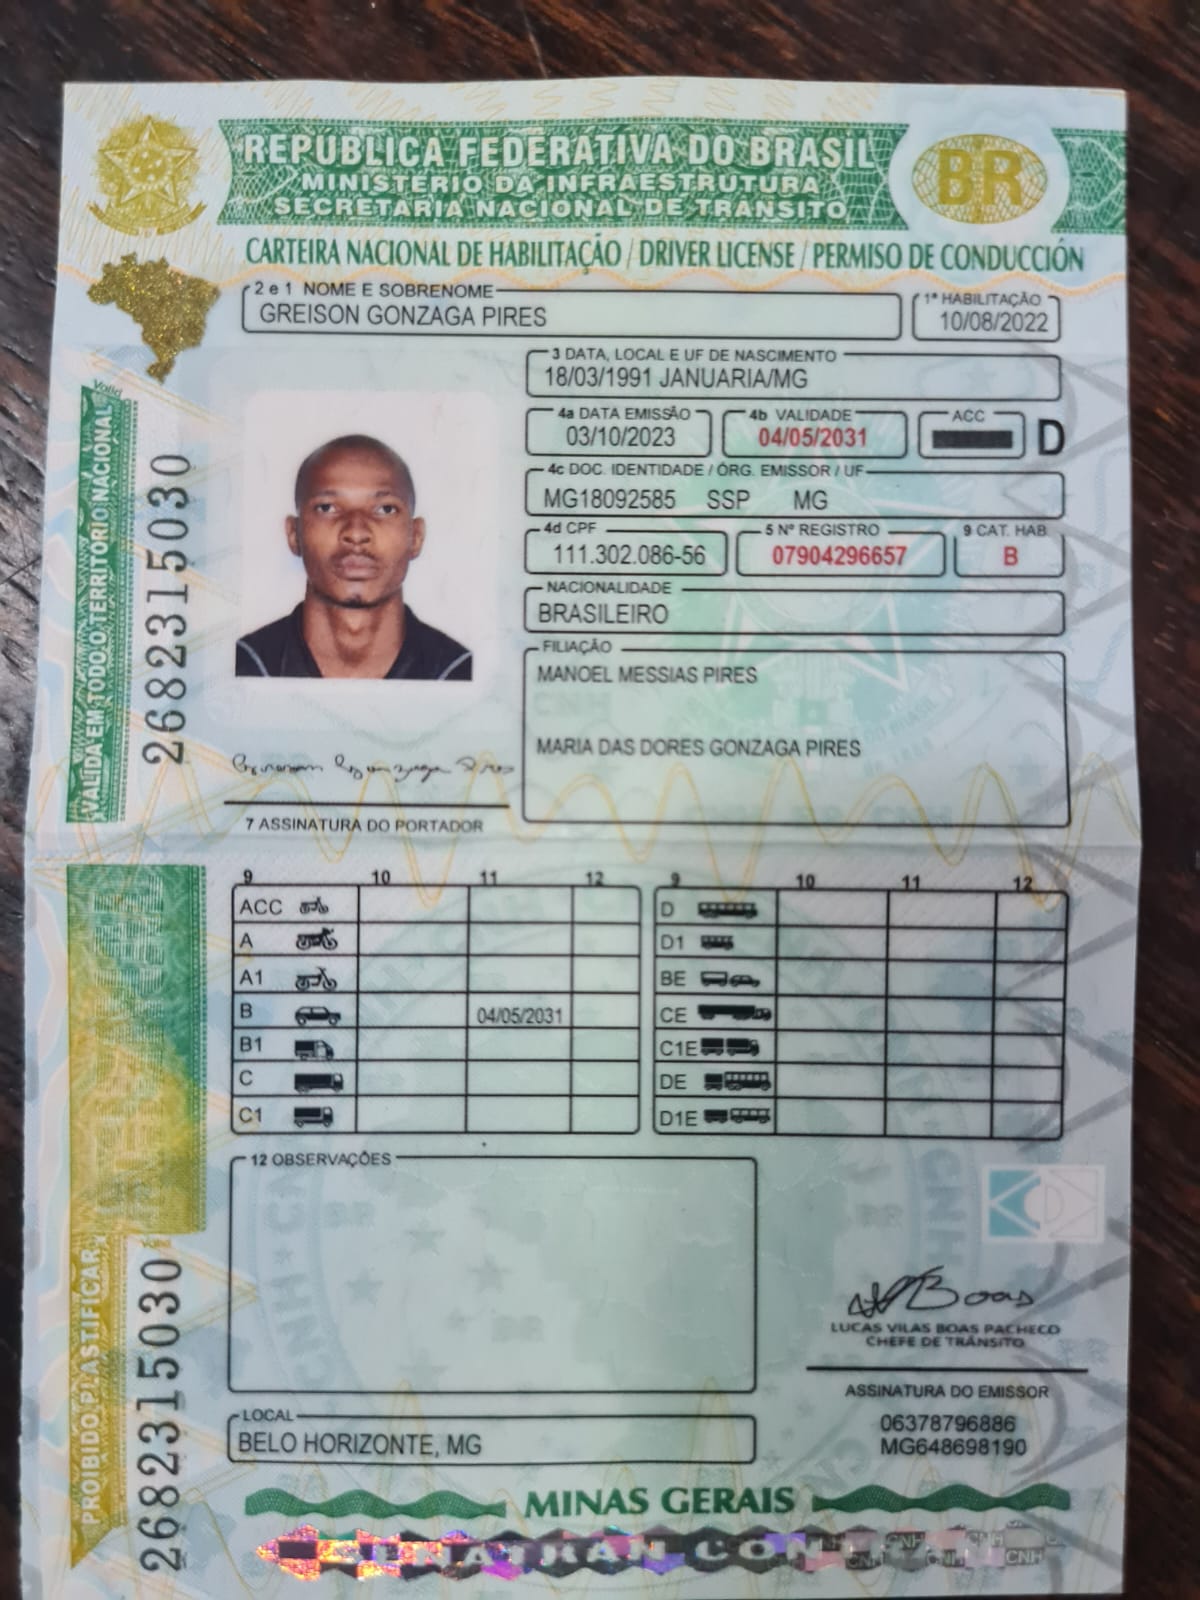 REPÚBLICA FEDERATIVA DO BRASIL
MINISTÉRIO DA INFRAESTRUTURA
SECRETARIA NACIONAL DE TRÂNSITO
BR
CARTEIRA NACIONAL DE HABILITAÇÃO / DRIVER LICENSE / PERMISO DE CONDUCCIÓN
2 e 1 NOME E SOBRENOME
GREISON GONZAGA PIRES
1ª HABILITAÇÃO
10/08/2022
3 DATA, LOCAL E UF DE NASCIMENTO
18/03/1991 JANUARIA/MG
4a DATA EMISSÃO
03/10/2023
4b VALIDADE
04/05/2031
ACC
D
4c DOC. IDENTIDADE / ÓRG. EMISSOR / UF
MG18092585 SSP MG
4d CPF
111.302.086-56
5 Nº REGISTRO
07904296657
9 CAT. HAB
B
NACIONALIDADE
BRASILEIRO
FILIAÇÃO
MANOEL MESSIAS PIRES
MARIA DAS DORES GONZAGA PIRES
Valid
VÁLIDA EM TODO O TERRITÓRIO NACIONAL
2682315030
7 ASSINATURA DO PORTADOR
9 10 11 12
ACC
A
A1
B 04/05/2031
B1
C
C1
9 10 11 12
D
D1
BE
CE
C1E
DE
D1E
12 OBSERVAÇÕES
PROIBIDO PLASTIFICAR
Valid
2682315030
LUCAS VILAS BOAS PACHECO
CHEFE DE TRÂNSITO
ASSINATURA DO EMISSOR
06378796886
MG648698190
LOCAL
BELO HORIZONTE, MG
MINAS GERAIS
CNH CNH CNH CNH CNH